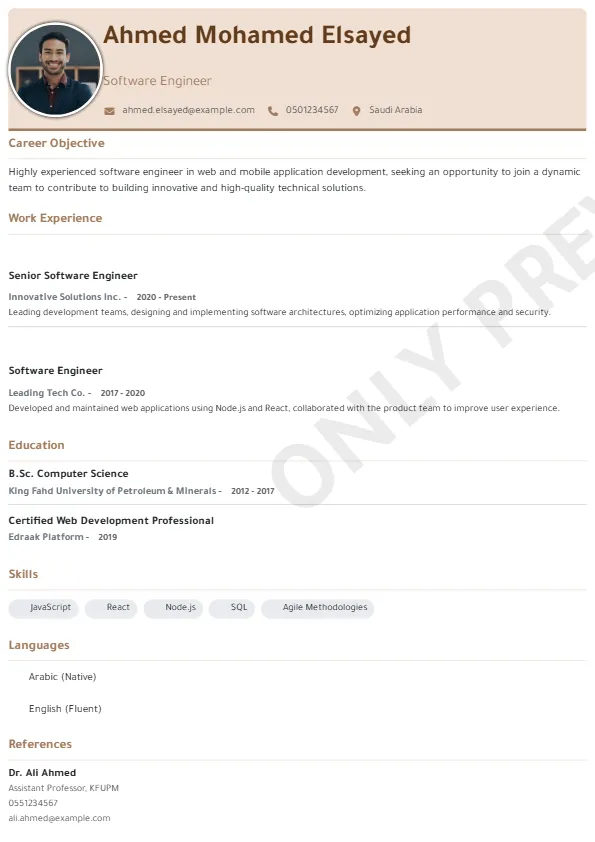 Ahmed Mohamed Elsayed
Software Engineer
ahmed.elsayed@example.com 0501234567 Saudi Arabia
Career Objective
Highly experienced software engineer in web and mobile application development, seeking an opportunity to join a dynamic
team to contribute to building innovative and high-quality technical solutions.
Work Experience
Senior Software Engineer
Innovative Solutions Inc. - 2020 - Present
Leading development teams, designing and implementing software architectures, optimizing application performance and security.
Software Engineer
Leading Tech Co. - 2017 - 2020
Developed and maintained web applications using Node.js and React, collaborated with the product team to improve user experience.
Education
B.Sc. Computer Science
King Fahd University of Petroleum & Minerals - 2012 - 2017
Certified Web Development Professional
Edraak Platform - 2019
Skills
JavaScript React Node.js SQL Agile Methodologies
Languages
Arabic (Native)
English (Fluent)
References
Dr. Ali Ahmed
Assistant Professor, KFUPM
0551234567
ali.ahmed@example.com
ONLY PREV